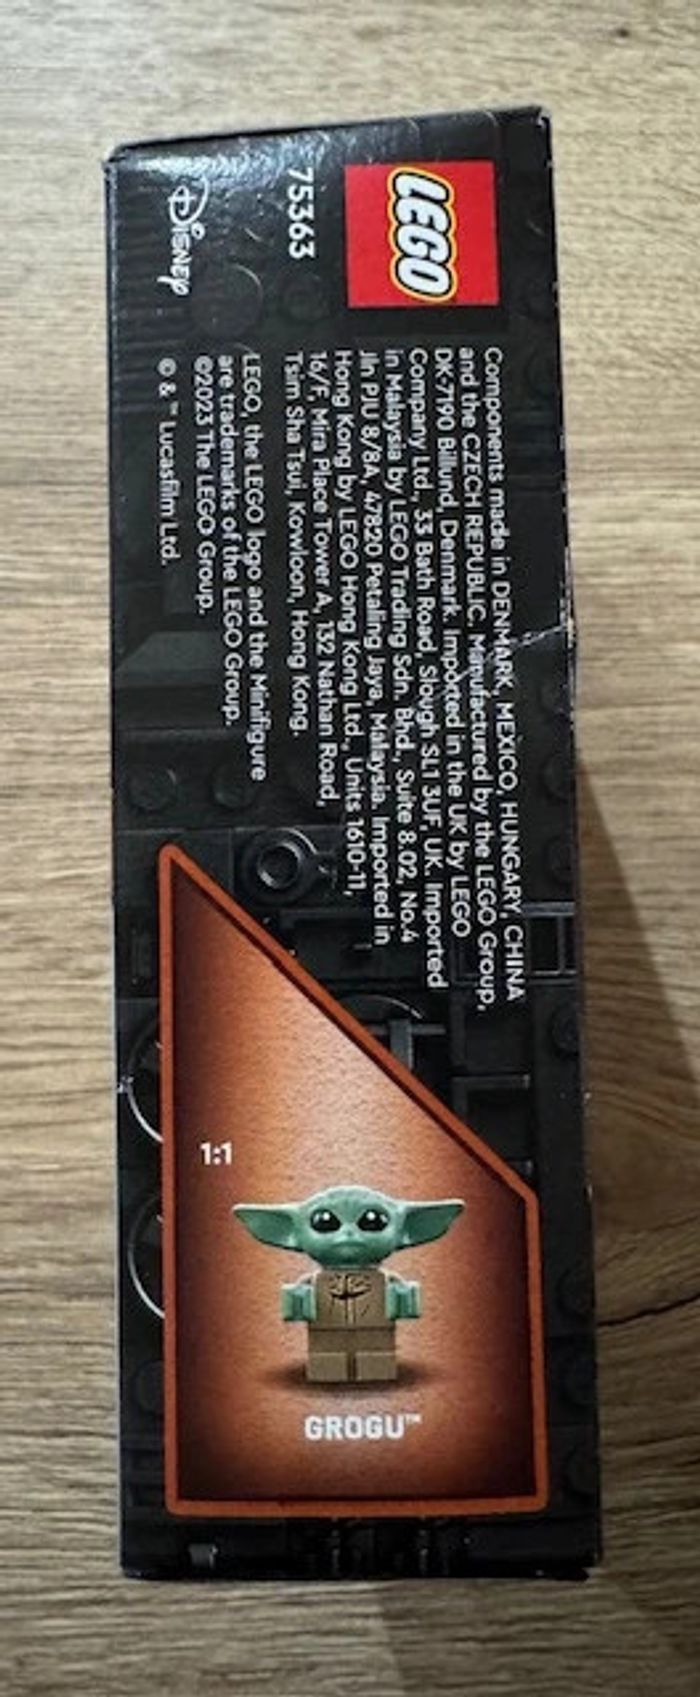 LEGO
75363
Disney
Components made in DENMARK, MEXICO, HUNGARY, CHINA
and the CZECH REPUBLIC. Manufactured by the LEGO Group,
DK-7190 Billund, Denmark. Imported in the UK by LEGO
Company Ltd., 33 Bath Road, Slough SL1 3UF, UK. Imported
in Malaysia by LEGO Trading Sdn. Bhd., Suite 8.02, No.4
Jln PJU 8/8A, 47820 Petaling Jaya, Malaysia. Imported in
Hong Kong by LEGO Hong Kong Ltd., Units 1610-11,
16/F, Mira Place Tower A, 132 Nathan Road,
Tsim Sha Tsui, Kowloon, Hong Kong.
LEGO, the LEGO logo and the Minifigure
are trademarks of the LEGO Group.
©2023 The LEGO Group.
© & ™ Lucasfilm Ltd.
1:1
GROGU™